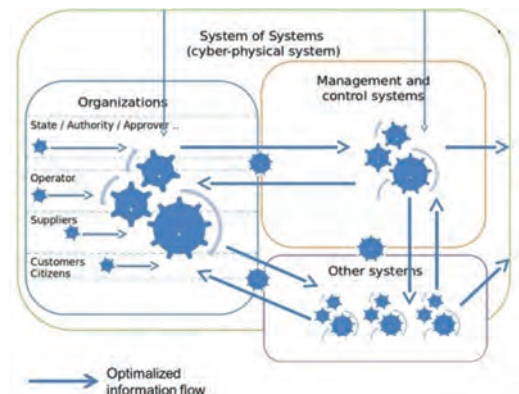 System of Systems
(cyber-physical system)
Management and
control systems
Organizations
State / Authority / Approver ..
Operator
Suppliers
Customers
Citizens
Other systems
Optimalized
information flow